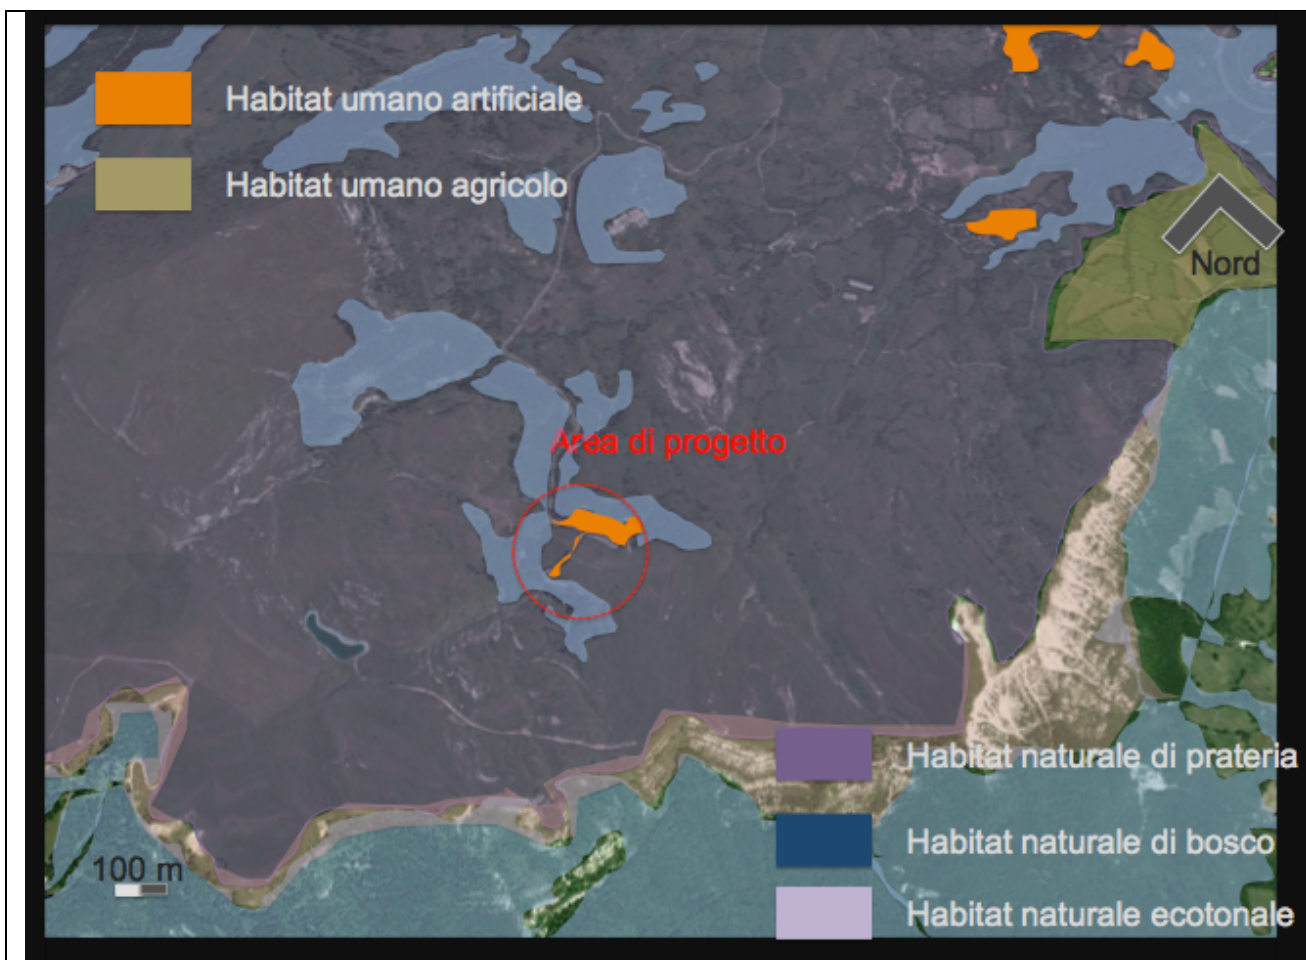 Habitat umano artificiale
Habitat umano agricolo
Nord
Area di progetto
Habitat naturale di prateria
Habitat naturale di bosco
100 m
Habitat naturale ecotonale